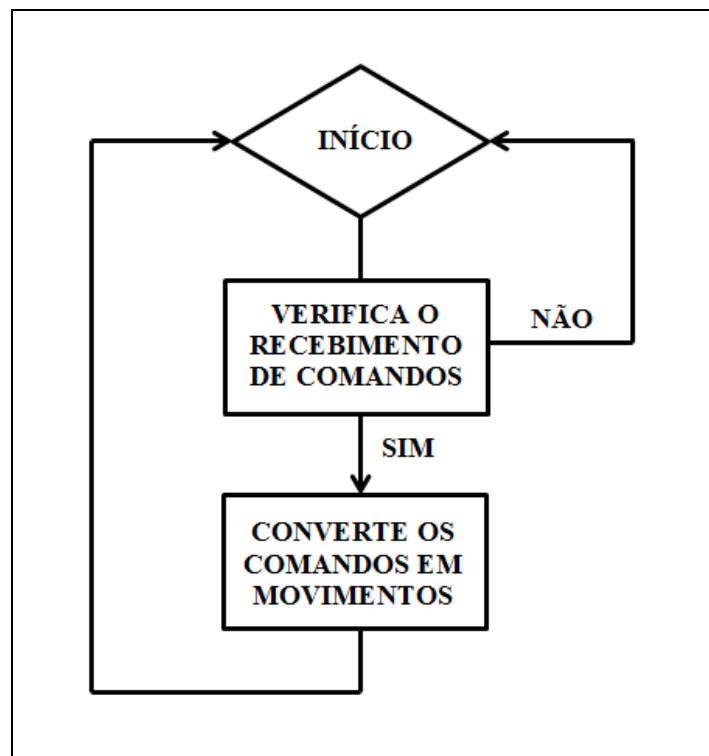 INÍCIO
VERIFICA O
RECEBIMENTO
DE COMANDOS
NÃO
SIM
CONVERTE OS
COMANDOS EM
MOVIMENTOS